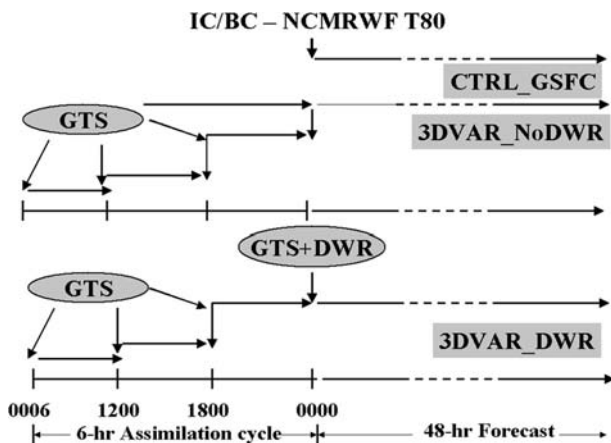 IC/BC – NCMRWF T80
CTRL_GSFC
GTS
3DVAR_NoDWR
GTS+DWR
GTS
3DVAR_DWR
0006 1200 1800 0000
6-hr Assimilation cycle 48-hr Forecast